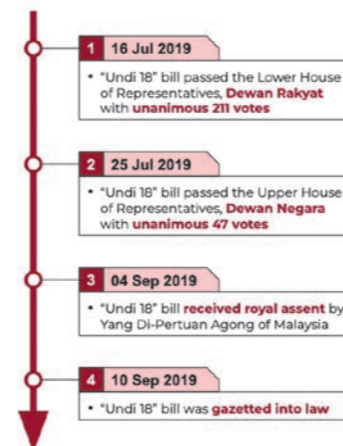 1 16 Jul 2019
• "Undi 18" bill passed the Lower House
of Representatives, Dewan Rakyat
with unanimous 211 votes
2 25 Jul 2019
• "Undi 18" bill passed the Upper House
of Representatives, Dewan Negara
with unanimous 47 votes
3 04 Sep 2019
• "Undi 18" bill received royal assent by
Yang Di-Pertuan Agong of Malaysia
4 10 Sep 2019
• "Undi 18" bill was gazetted into law